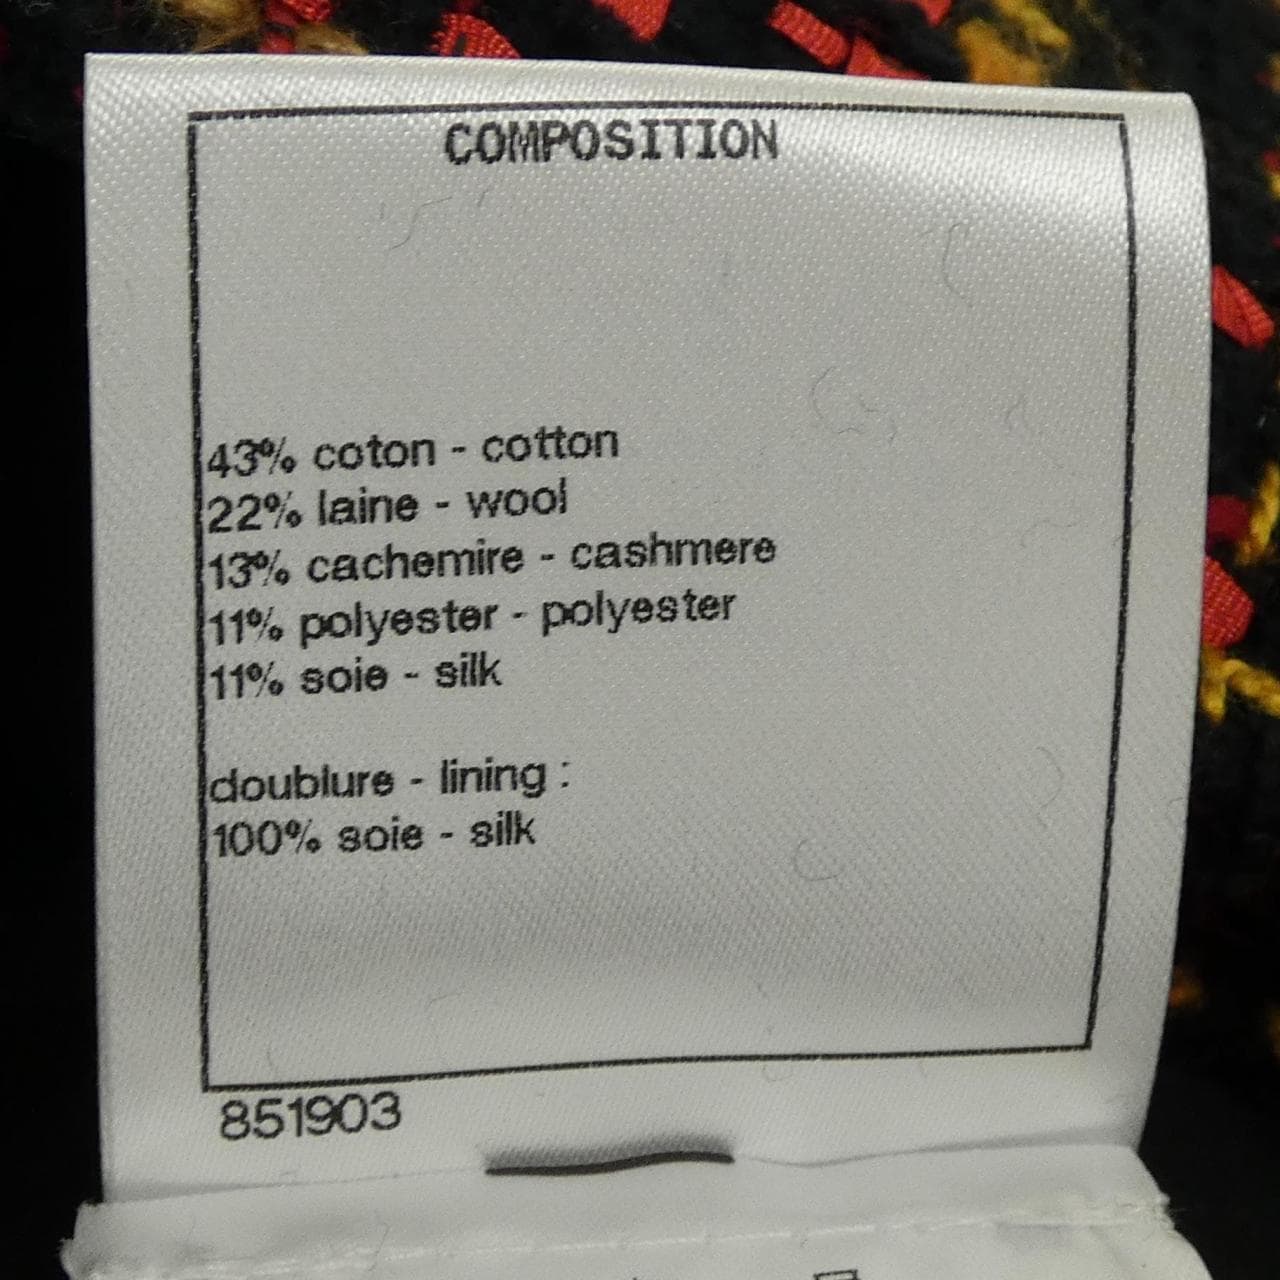 COMPOSITION
43% coton - cotton
22% laine - wool
13% cachemire - cashmere
11% polyester - polyester
11% soie - silk
doublure - lining :
100% soie - silk
851903